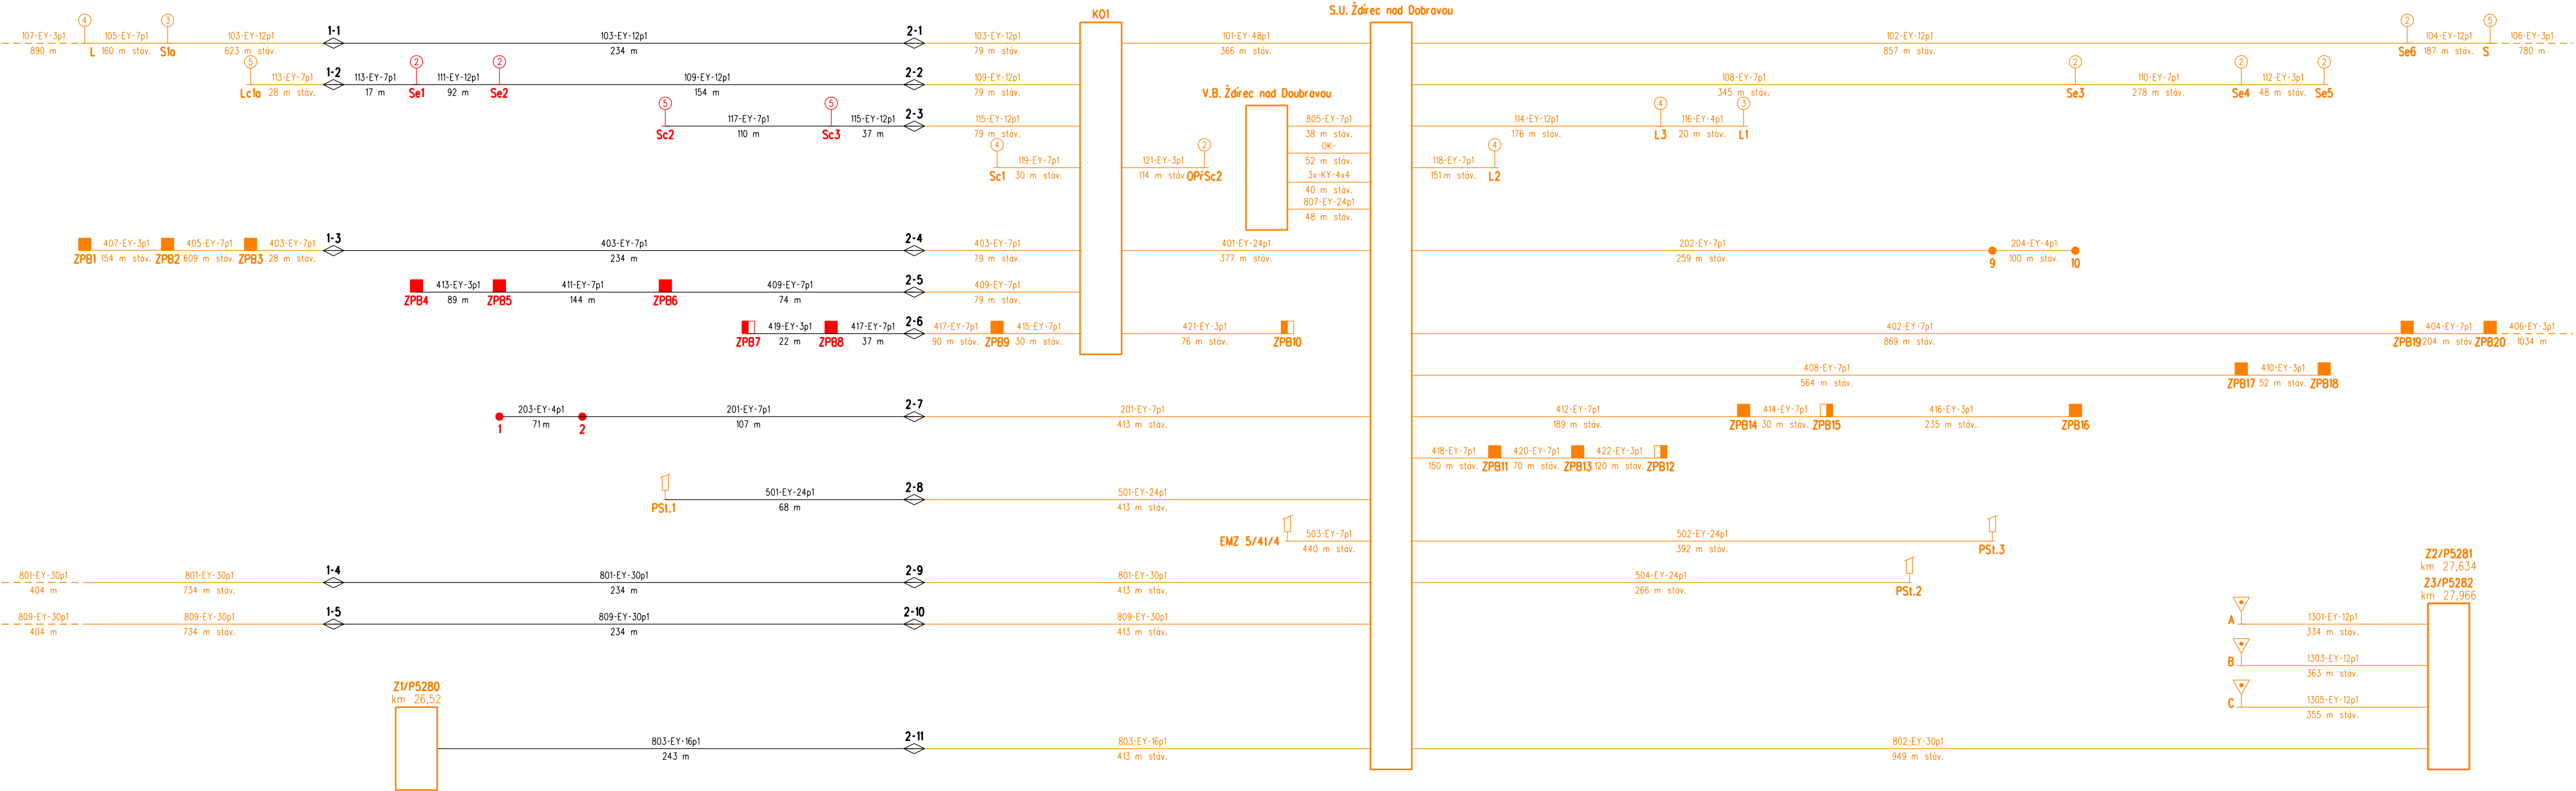 K01
S.U. Ždírec nad Dobravou
4
107-EY-3p1
890 m
L
105-EY-7p1
160 m stáv.
3
S1a
103-EY-12p1
623 m stáv.
1-1
103-EY-12p1
234 m
2-1
103-EY-12p1
79 m stáv.
101-EY-48p1
366 m stáv.
102-EY-12p1
857 m stáv.
2
Se6
104-EY-12p1
187 m stáv.
5
S
106-EY-3p1
780 m
5
Lc1a
113-EY-7p1
28 m stáv.
1-2
113-EY-7p1
17 m
2
Se1
111-EY-12p1
92 m
2
Se2
109-EY-12p1
154 m
2-2
109-EY-12p1
79 m stáv.
108-EY-7p1
345 m stáv.
2
Se3
110-EY-7p1
278 m stáv.
2
Se4
112-EY-3p1
48 m stáv.
2
Se5
V.B. Ždírec nad Doubravou
5
Sc2
117-EY-7p1
110 m
5
Sc3
115-EY-12p1
37 m
2-3
115-EY-12p1
79 m stáv.
805-EY-7p1
38 m stáv.
OK-
52 m stáv.
3x-KY-4x4
40 m stáv.
807-EY-24p1
48 m stáv.
114-EY-12p1
176 m stáv.
4
L3
116-EY-4p1
20 m stáv.
3
L1
4
Sc1
119-EY-7p1
30 m stáv.
121-EY-3p1
114 m stáv.
2
OPřSc2
118-EY-7p1
151 m stáv.
4
L2
ZPB1
407-EY-3p1
154 m stáv.
ZPB2
405-EY-7p1
609 m stáv.
ZPB3
403-EY-7p1
28 m stáv.
1-3
403-EY-7p1
234 m
2-4
403-EY-7p1
79 m stáv.
401-EY-24p1
377 m stáv.
202-EY-7p1
259 m stáv.
9
204-EY-4p1
100 m stáv.
10
ZPB4
413-EY-3p1
89 m
ZPB5
411-EY-7p1
144 m
ZPB6
409-EY-7p1
74 m
2-5
409-EY-7p1
79 m stáv.
ZPB7
419-EY-3p1
22 m
ZPB8
417-EY-7p1
37 m
2-6
417-EY-7p1
90 m stáv.
ZPB9
415-EY-7p1
30 m stáv.
421-EY-3p1
76 m stáv.
ZPB10
402-EY-7p1
869 m stáv.
ZPB19
404-EY-7p1
204 m stáv.
ZPB20
406-EY-3p1
1034 m
408-EY-7p1
564 m stáv.
ZPB17
410-EY-3p1
52 m stáv.
ZPB18
1
203-EY-4p1
71 m
2
201-EY-7p1
107 m
2-7
201-EY-7p1
413 m stáv.
412-EY-7p1
189 m stáv.
ZPB14
414-EY-7p1
30 m stáv.
ZPB15
416-EY-3p1
235 m stáv.
ZPB16
418-EY-7p1
150 m stáv.
ZPB11
420-EY-7p1
70 m stáv.
ZPB13
422-EY-3p1
120 m stáv.
ZPB12
PSt.1
501-EY-24p1
68 m
2-8
501-EY-24p1
413 m stáv.
EMZ 5/4t/4
503-EY-7p1
440 m stáv.
502-EY-24p1
392 m stáv.
PSt.3
801-EY-30p1
404 m
801-EY-30p1
734 m stáv.
1-4
801-EY-30p1
234 m
2-9
801-EY-30p1
413 m stáv.
504-EY-24p1
266 m stáv.
PSt.2
Z2/P5281
km 27,634
Z3/P5282
km 27,966
809-EY-30p1
404 m
809-EY-30p1
734 m stáv.
1-5
809-EY-30p1
234 m
2-10
809-EY-30p1
413 m stáv.
A
1301-EY-12p1
334 m stáv.
B
1303-EY-12p1
363 m stáv.
C
1305-EY-12p1
355 m stáv.
Z1/P5280
km 26,52
803-EY-16p1
243 m
2-11
803-EY-16p1
413 m stáv.
802-EY-30p1
949 m stáv.